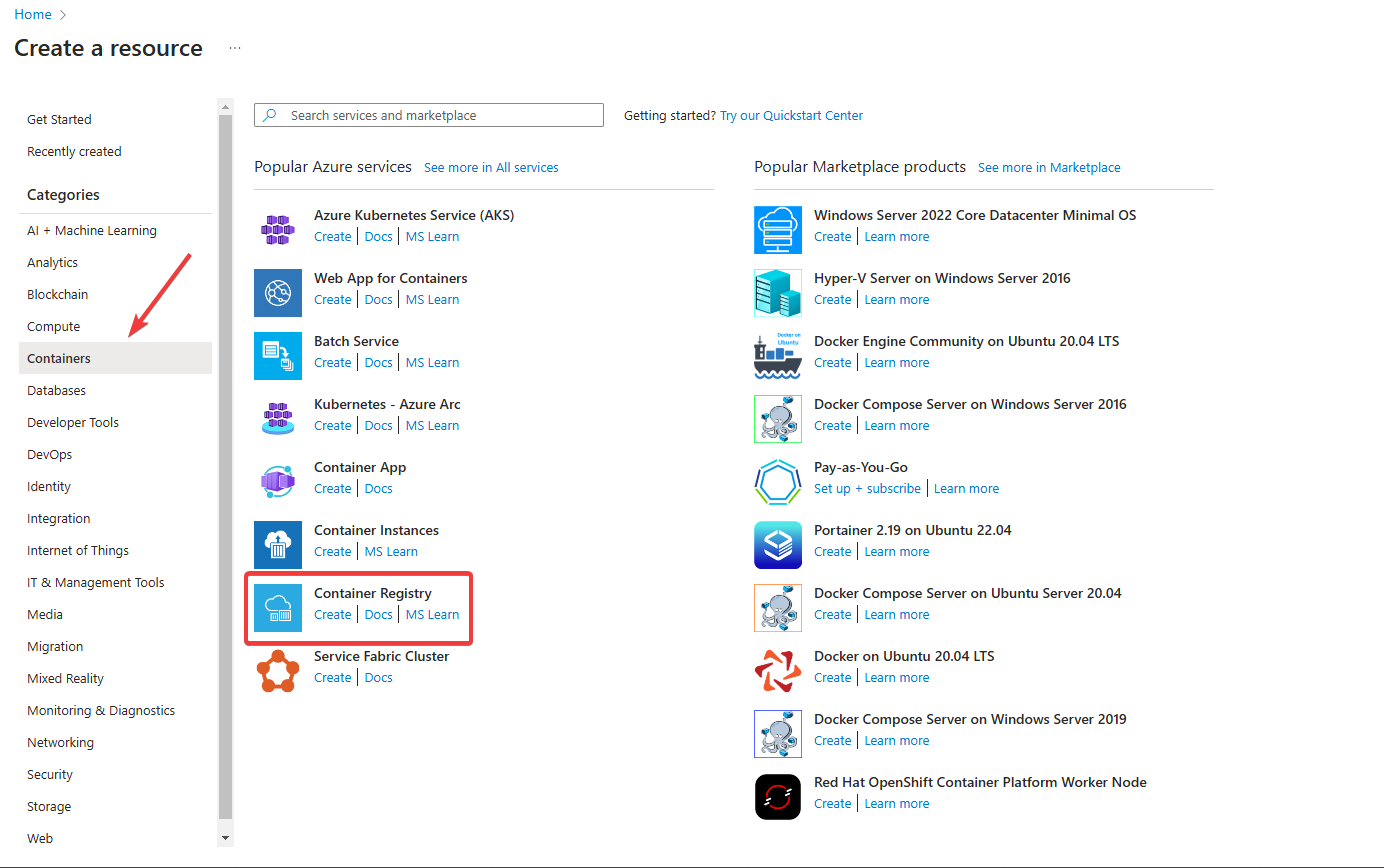 Home >
Create a resource ...
Get Started
Recently created
Categories
AI + Machine Learning
Analytics
Blockchain
Compute
Containers
Databases
Developer Tools
DevOps
Identity
Integration
Internet of Things
IT & Management Tools
Media
Migration
Mixed Reality
Monitoring & Diagnostics
Networking
Security
Storage
Web
Search services and marketplace
Getting started? Try our Quickstart Center
Popular Azure services See more in All services
Azure Kubernetes Service (AKS)
Create | Docs | MS Learn
Web App for Containers
Create | Docs | MS Learn
Batch Service
Create | Docs | MS Learn
Kubernetes - Azure Arc
Create | Docs | MS Learn
Container App
Create | Docs
Container Instances
Create | MS Learn
Container Registry
Create | Docs | MS Learn
Service Fabric Cluster
Create | Docs
Popular Marketplace products See more in Marketplace
Windows Server 2022 Core Datacenter Minimal OS
Create | Learn more
Hyper-V Server on Windows Server 2016
Create | Learn more
Docker on
Ubuntu
Docker Engine Community on Ubuntu 20.04 LTS
Create | Learn more
Docker Compose Server on Windows Server 2016
Create | Learn more
Pay-as-You-Go
Set up + subscribe | Learn more
Portainer 2.19 on Ubuntu 22.04
Create | Learn more
Docker Compose Server on Ubuntu Server 20.04
Create | Learn more
Docker on Ubuntu 20.04 LTS
Create | Learn more
Docker Compose Server on Windows Server 2019
Create | Learn more
Red Hat OpenShift Container Platform Worker Node
Create | Learn more